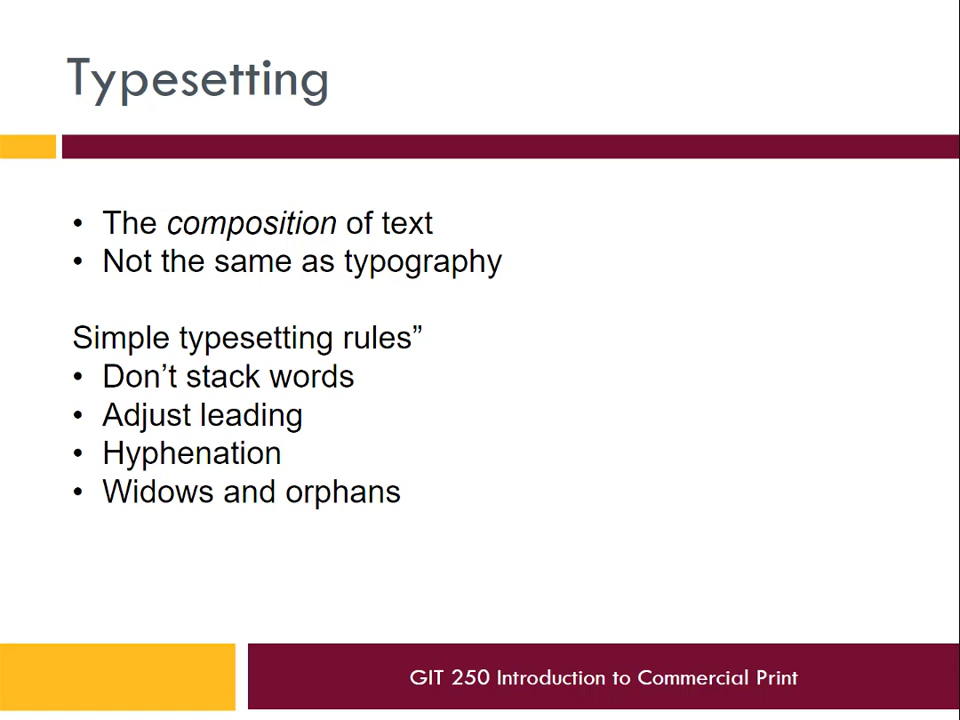 Typesetting
• The composition of text
• Not the same as typography
Simple typesetting rules”
• Don’t stack words
• Adjust leading
• Hyphenation
• Widows and orphans
GIT 250 Introduction to Commercial Print